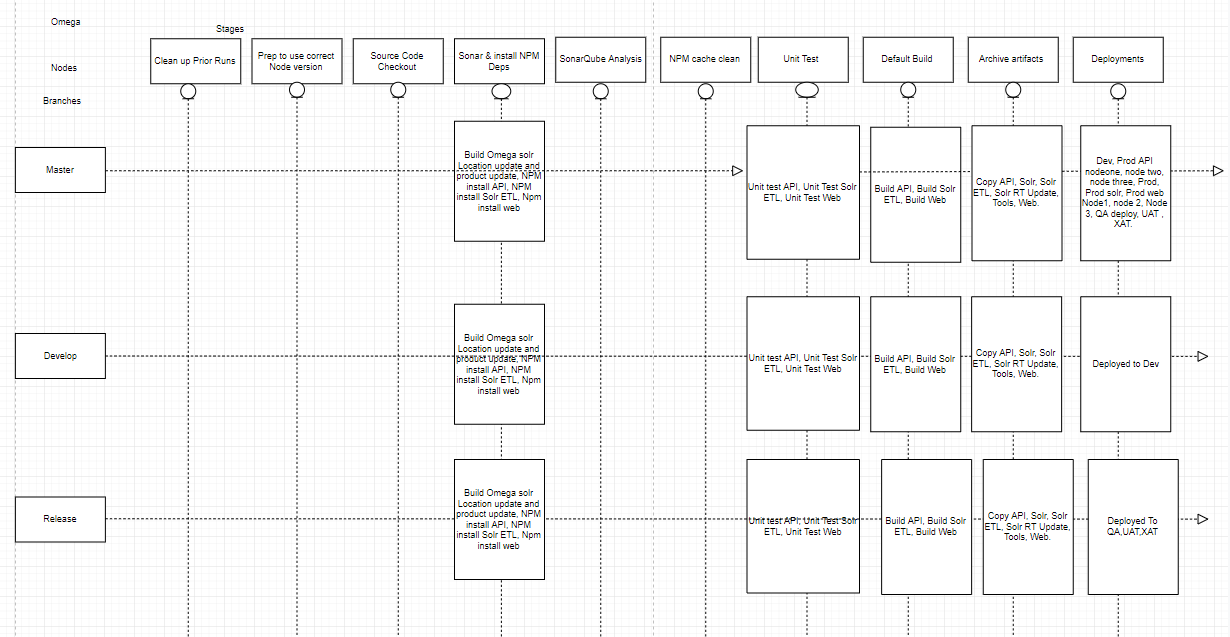 Omega
Stages
Nodes
Branches
Clean up Prior Runs
Prep to use correct
Node version
Source Code
Checkout
Sonar & install NPM
Deps
SonarQube Analysis
NPM cache clean
Unit Test
Default Build
Archive artifacts
Deployments
Master
Build Omega solr
Location update and
product update, NPM
install API, NPM
install Solr ETL, Npm
install web
Unit test API, Unit Test Solr
ETL, Unit Test Web
Build API, Build Solr
ETL, Build Web
Copy API, Solr, Solr
ETL, Solr RT Update,
Tools, Web.
Dev, Prod API
nodeone, node two,
node three, Prod,
Prod solr, Prod web
Node1, node 2, Node
3, QA deploy, UAT ,
XAT.
Develop
Build Omega solr
Location update and
product update, NPM
install API, NPM
install Solr ETL, Npm
install web
Unit test API, Unit Test Solr
ETL, Unit Test Web
Build API, Build Solr
ETL, Build Web
Copy API, Solr, Solr
ETL, Solr RT Update,
Tools, Web.
Deployed to Dev
Release
Build Omega solr
Location update and
product update, NPM
install API, NPM
install Solr ETL, Npm
install web
Unit test API, Unit Test Solr
ETL, Unit Test Web
Build API, Build Solr
ETL, Build Web
Copy API, Solr, Solr
ETL, Solr RT Update,
Tools, Web.
Deployed To
QA,UAT,XAT